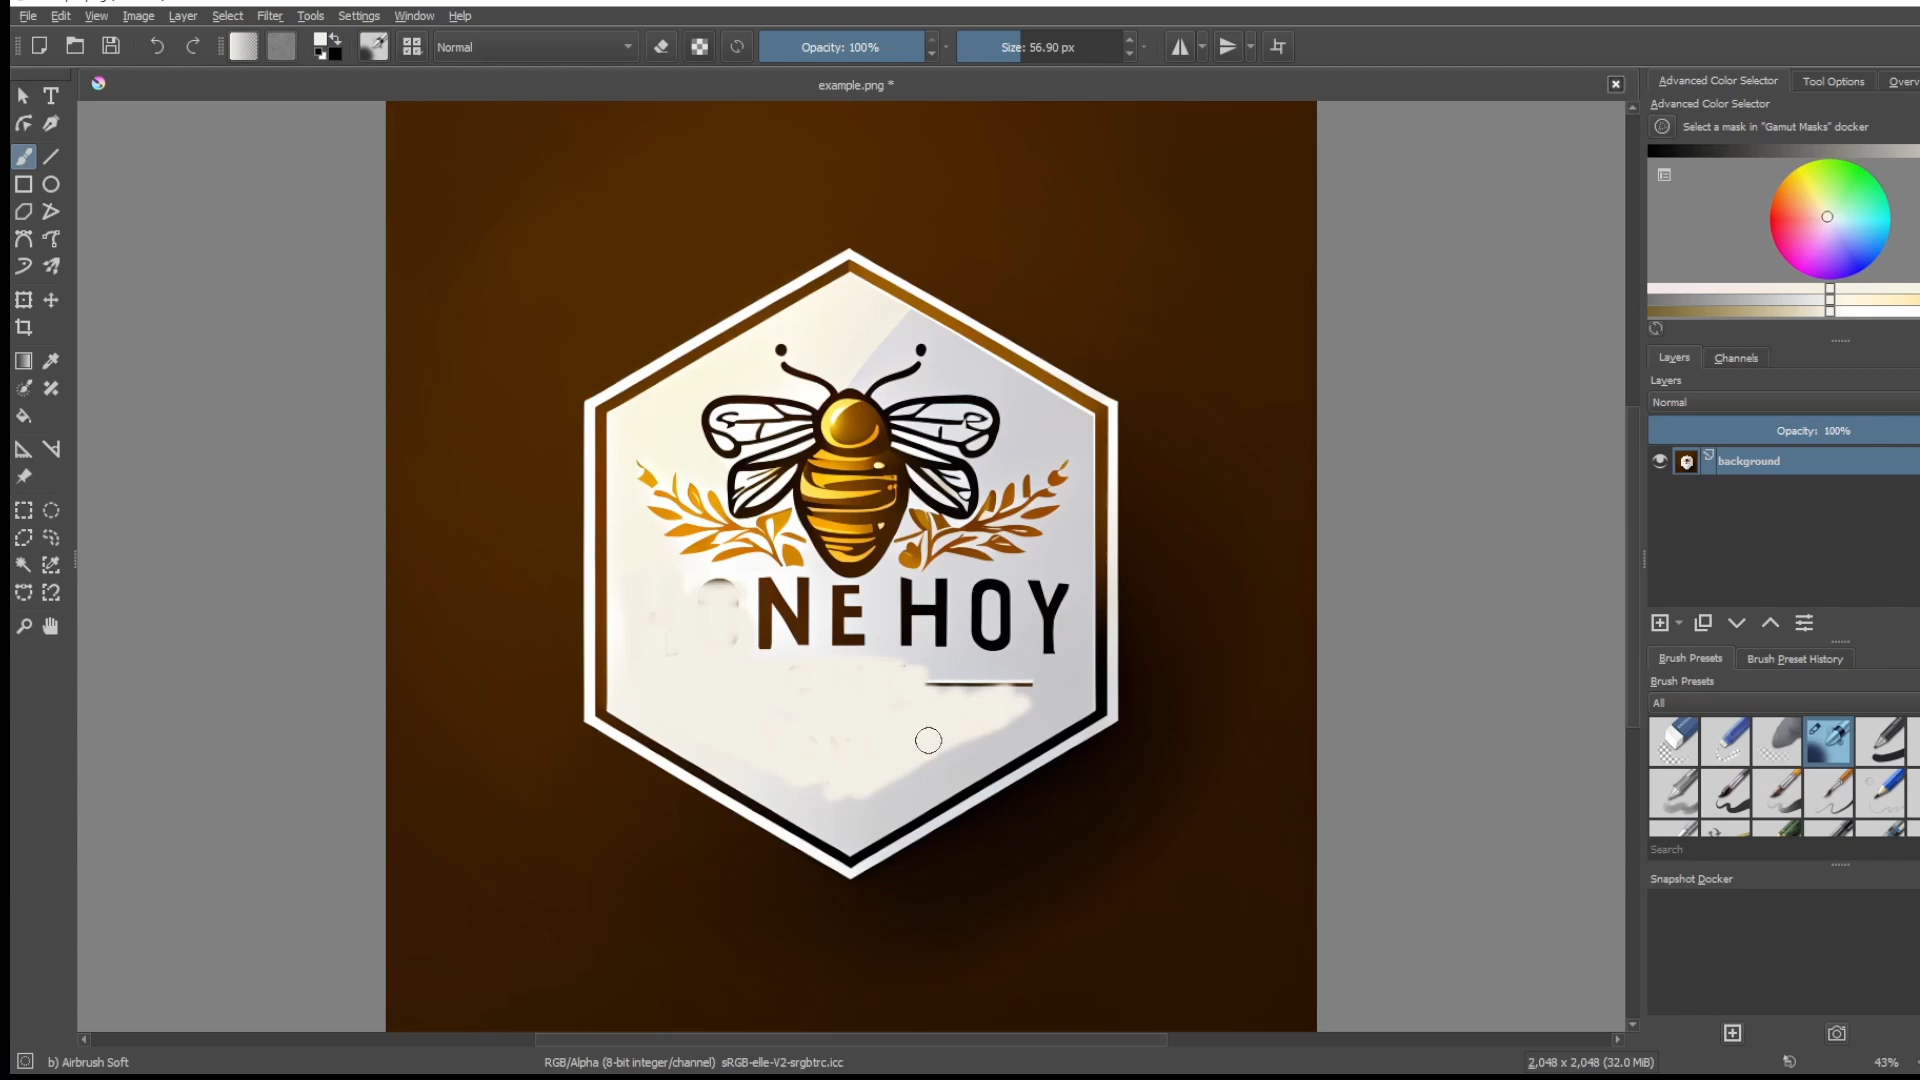 File Edit View Image Layer Select Filter Tools Settings Window Help
Normal
Opacity: 100%
Size: 56.90 px
example.png *
Advanced Color Selector Tool Options Overv
Advanced Color Selector
Select a mask in "Gamut Masks" docker
Layers Channels
Layers
Normal
Opacity: 100%
background
NE HOY
Brush Presets Brush Preset History
Brush Presets
All
Search
Snapshot Docker
b) Airbrush Soft
RGB/Alpha (8-bit integer/channel) sRGB-elle-V2-srgbtrc.icc
2,048 x 2,048 (32.0 MiB)
43%